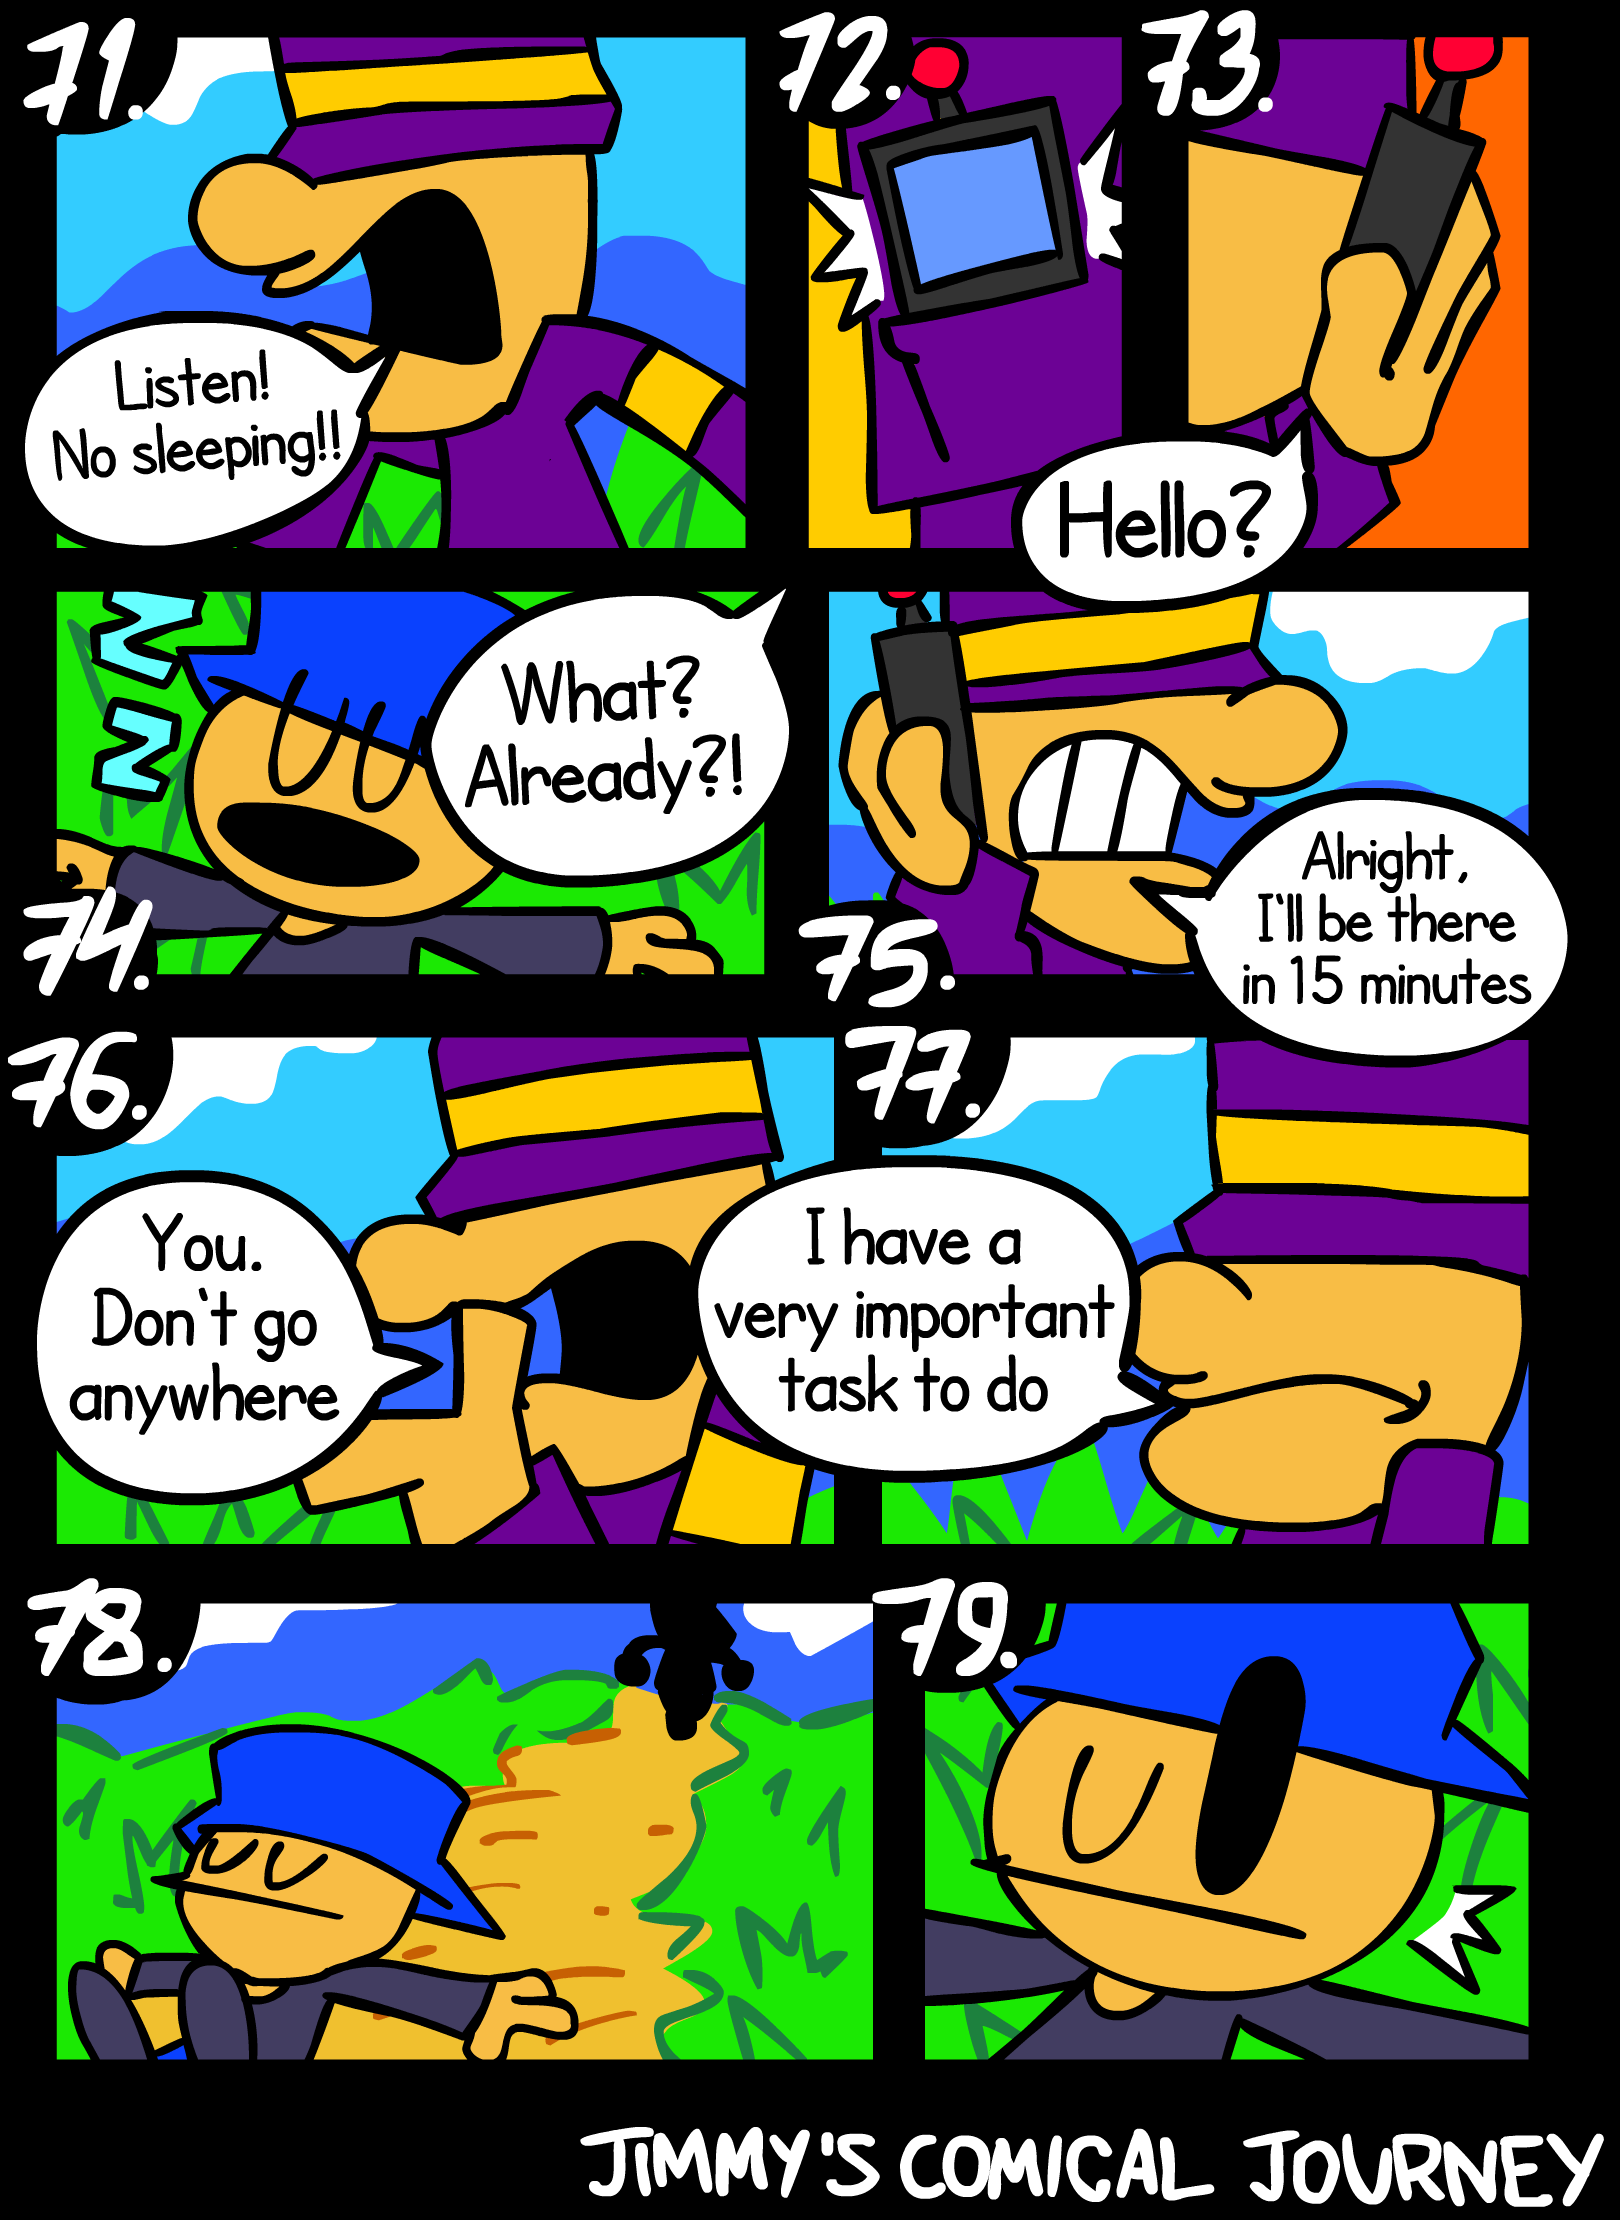 71.
Listen!
No sleeping!!
72.
73.
Hello?
74.
What?
Already?!
75.
Alright,
I'll be there
in 15 minutes
76.
You.
Don't go
anywhere
77.
I have a
very important
task to do
78.
79.
JIMMY'S COMICAL JOURNEY